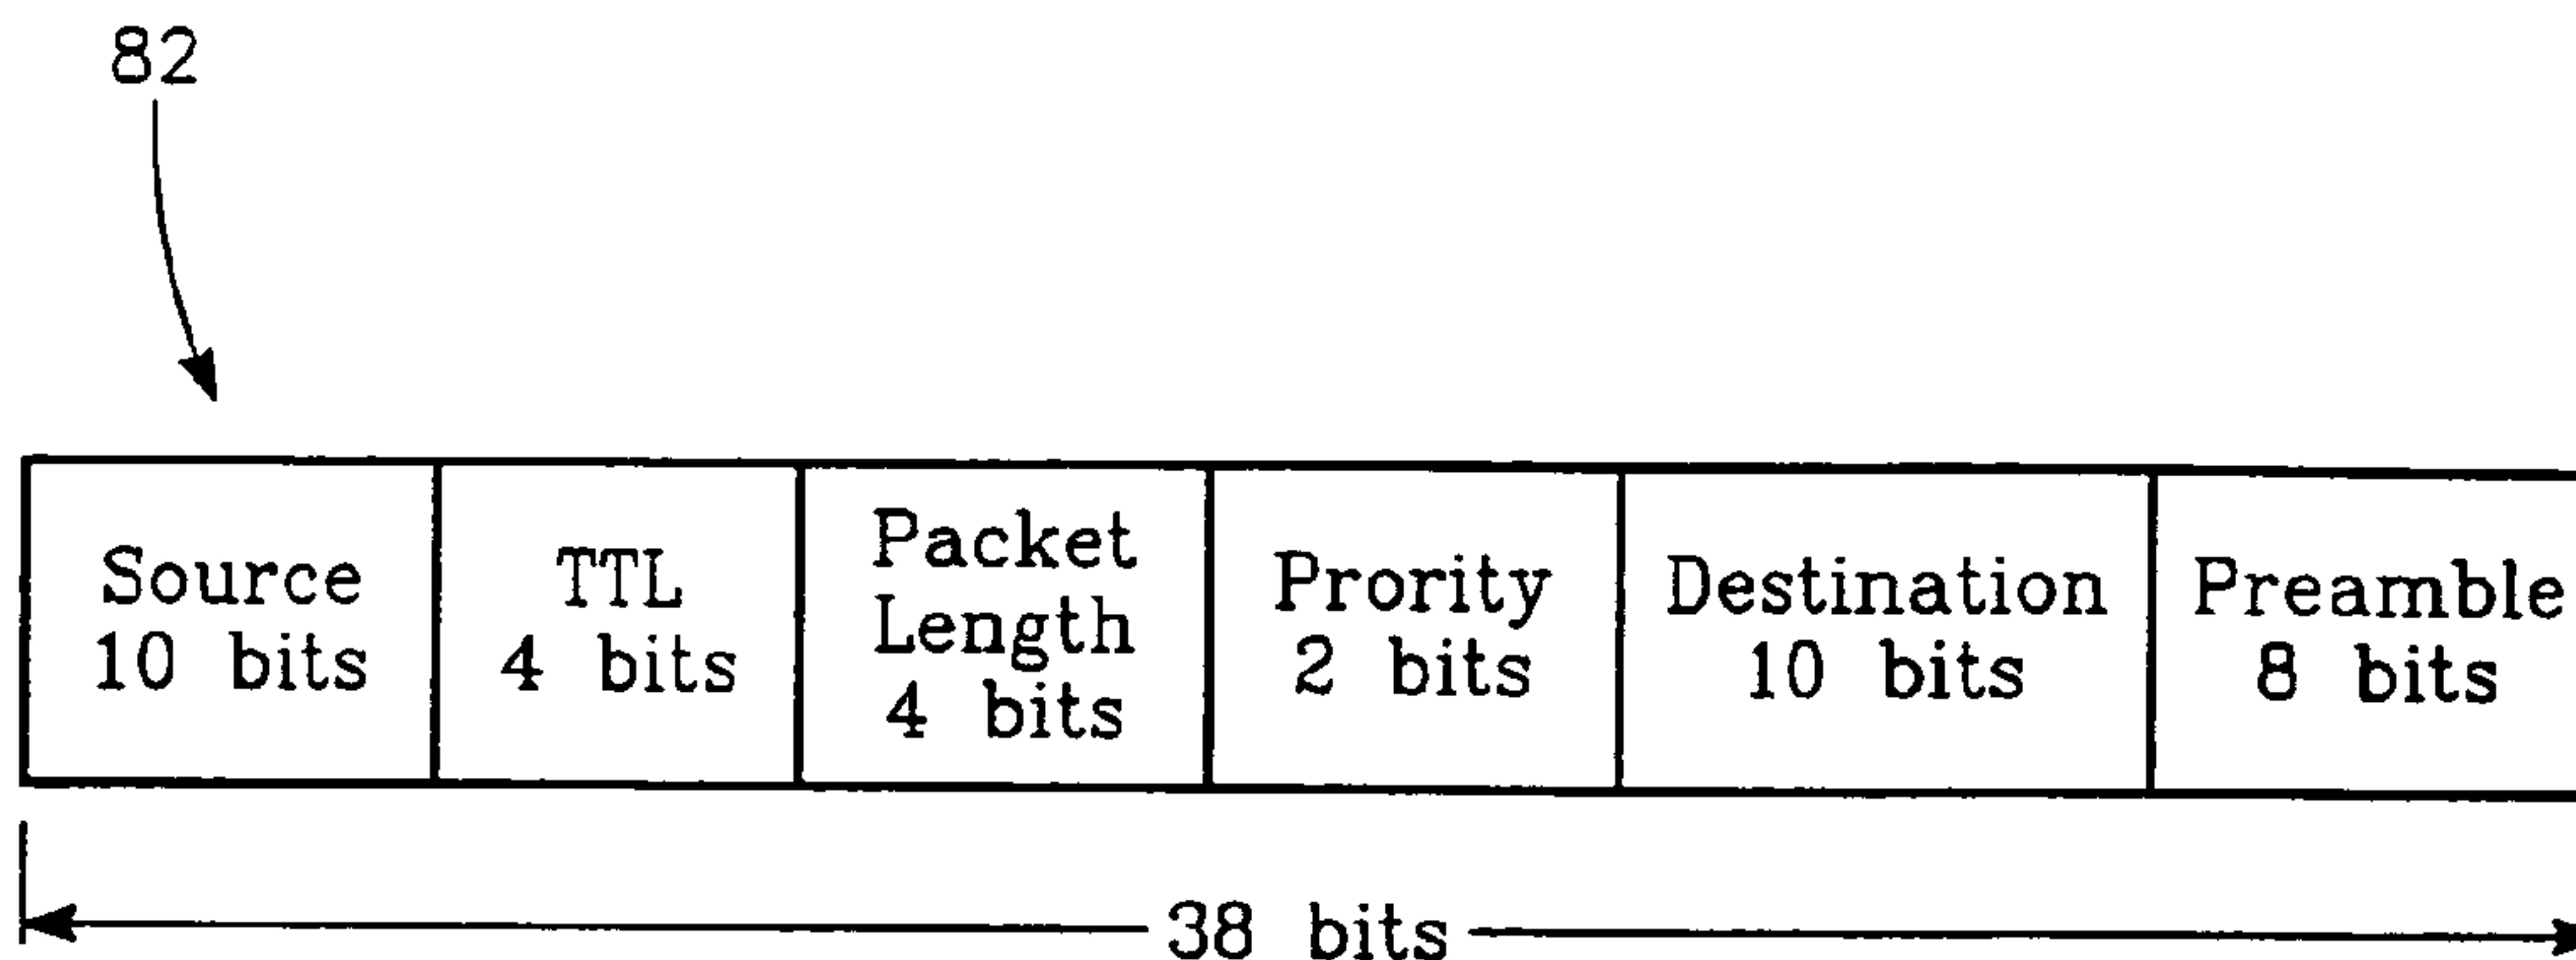 82
Source
10 bits
TTL
4 bits
Packet
Length
4 bits
Prority
2 bits
Destination
10 bits
Preamble
8 bits
38 bits